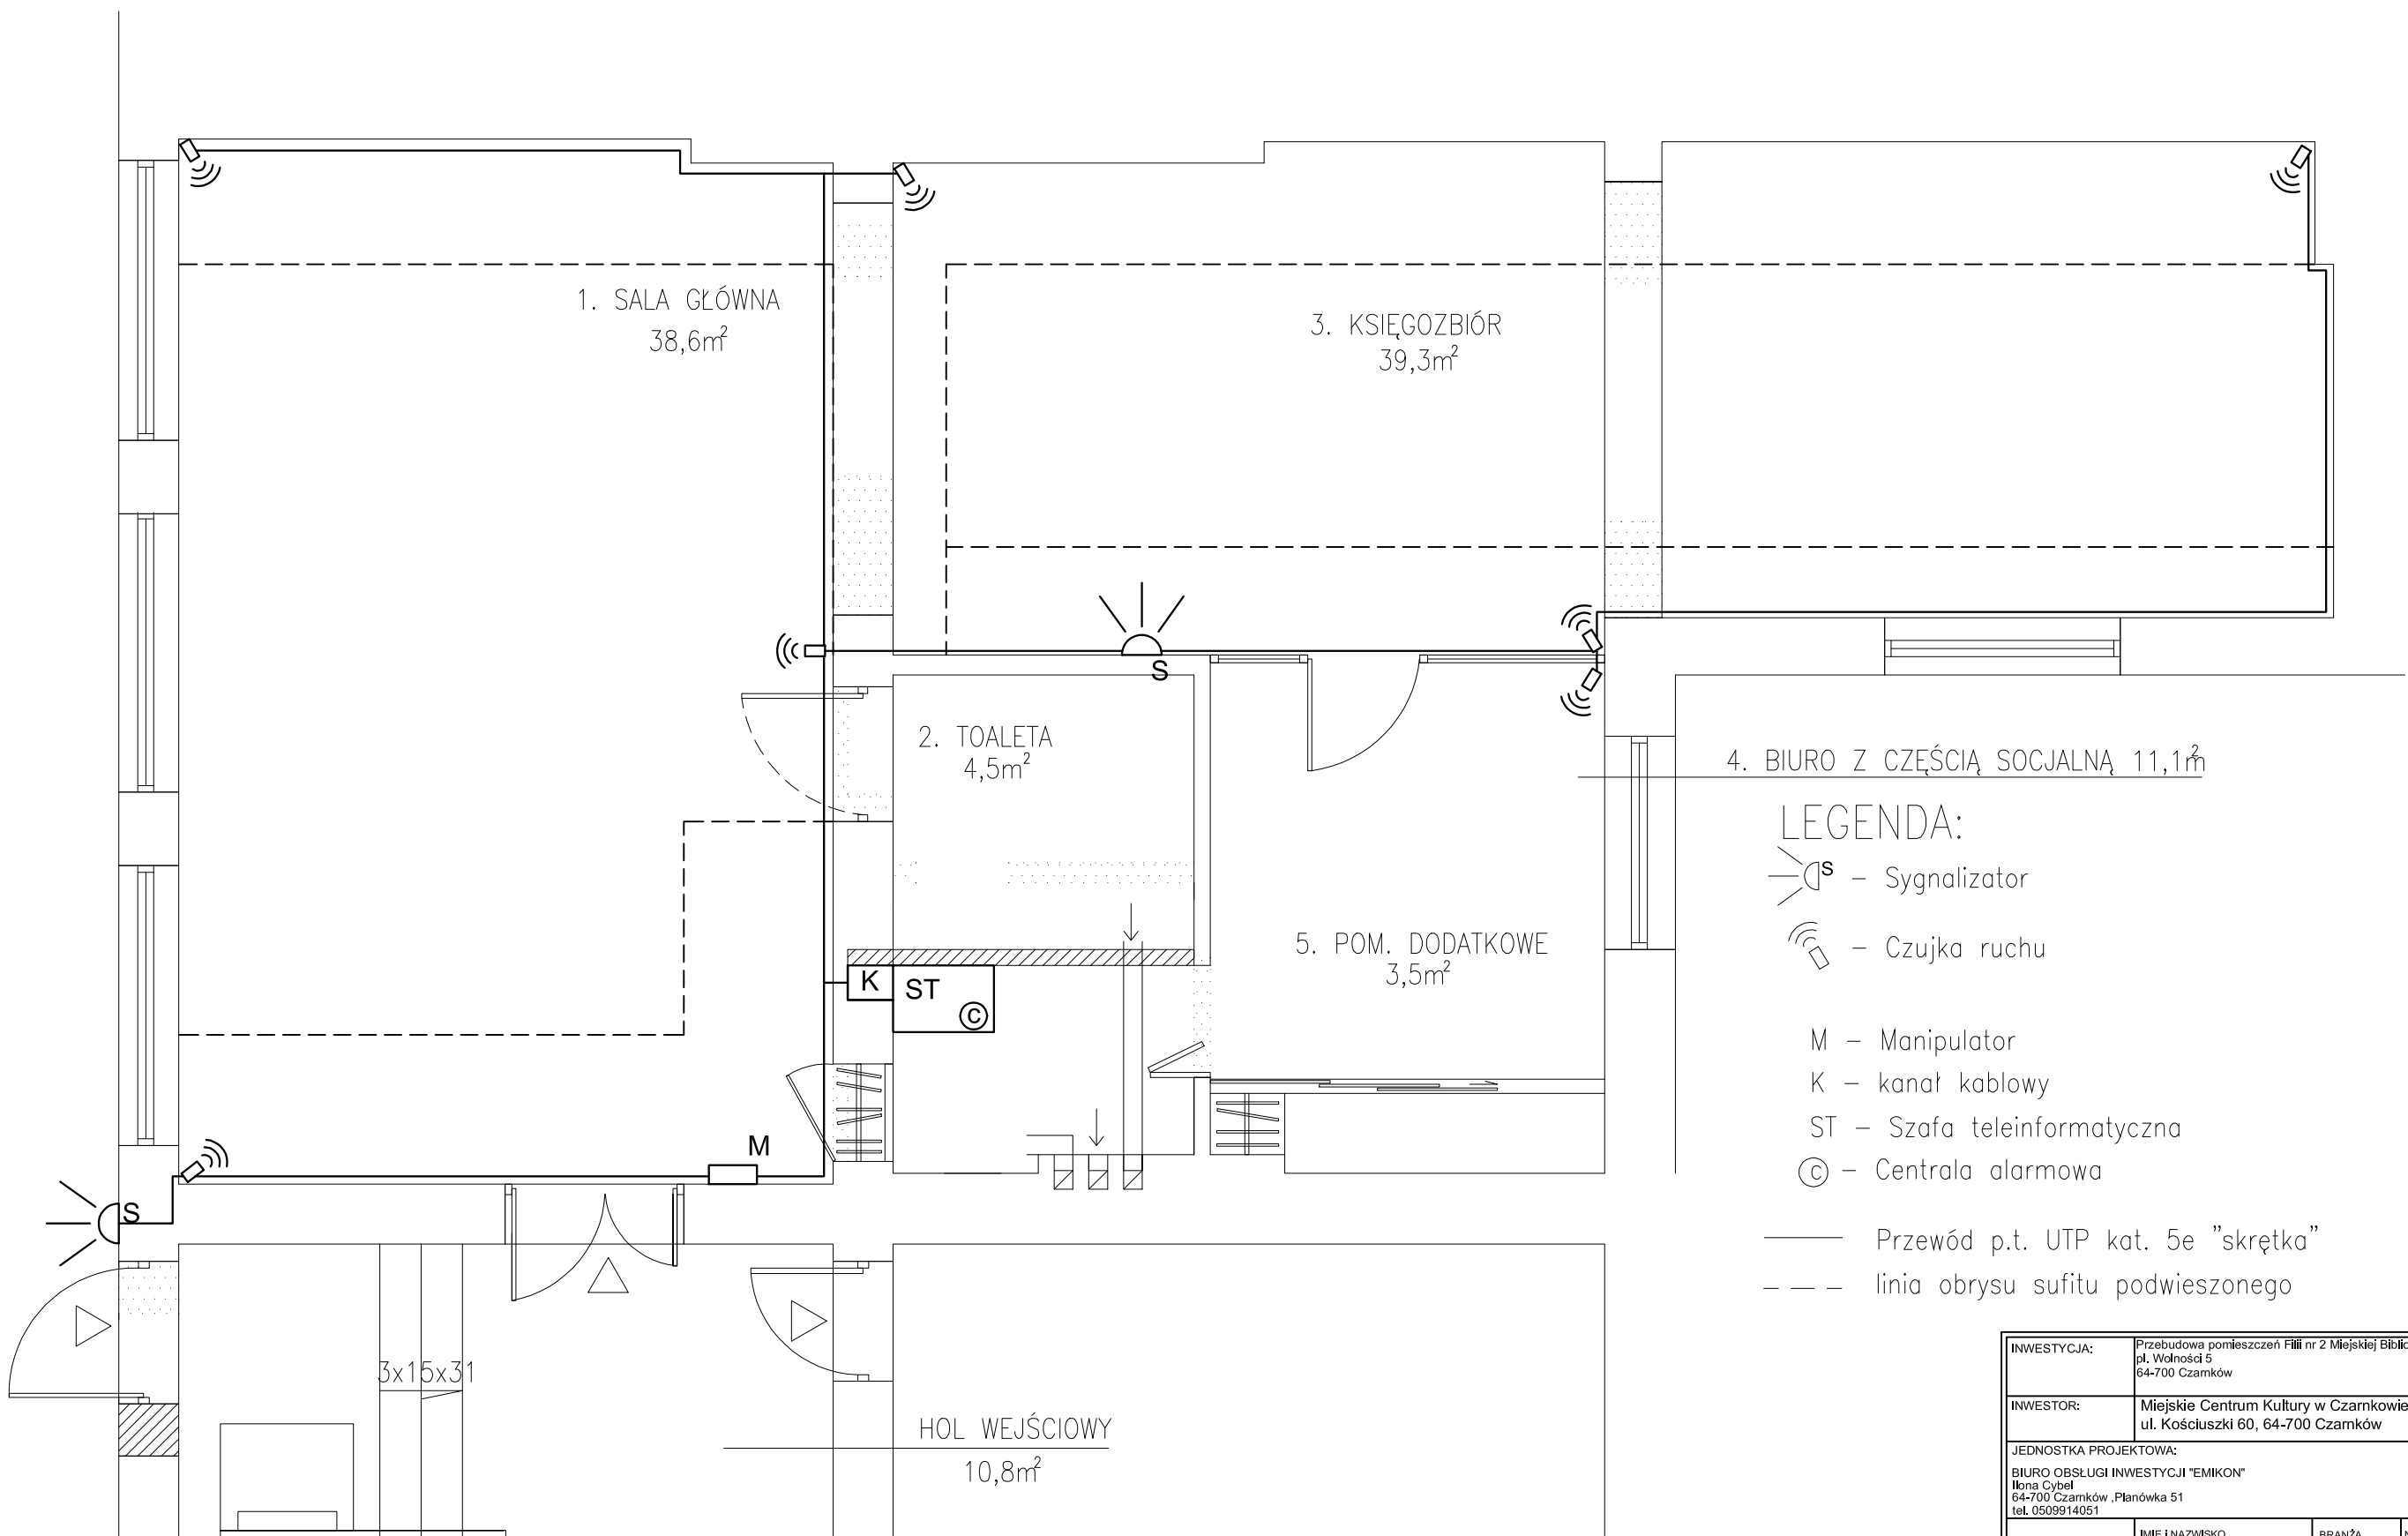 1. SALA GŁÓWNA
38,6m²
3. KSIĘGOZBIÓR
39,3m²
S
2. TOALETA
4,5m²
4. BIURO Z CZĘŚCIĄ SOCJALNĄ 11,1m²
LEGENDA:
S – Sygnalizator
– Czujka ruchu
5. POM. DODATKOWE
3,5m²
K
ST
C
M – Manipulator
K – kanał kablowy
ST – Szafa teleinformatyczna
C – Centrala alarmowa
M
S
Przewód p.t. UTP kat. 5e "skrętka"
linia obrysu sufitu podwieszonego
3x15x31
HOL WEJŚCIOWY
10,8m²
INWESTYCJA:
Przebudowa pomieszczeń Filii nr 2 Miejskiej
pl. Wolności 5
64-700 Czarnków
INWESTOR:
Miejskie Centrum Kultury w Czarnkowie
ul. Kościuszki 60, 64-700 Czarnków
JEDNOSTKA PROJEKTOWA:
BIURO OBSŁUGI INWESTYCJI "EMIKON"
Ilona Cybel
64-700 Czarnków ,Planówka 51
tel. 0509914051
IMIĘ i NAZWISKO
BRANŻA